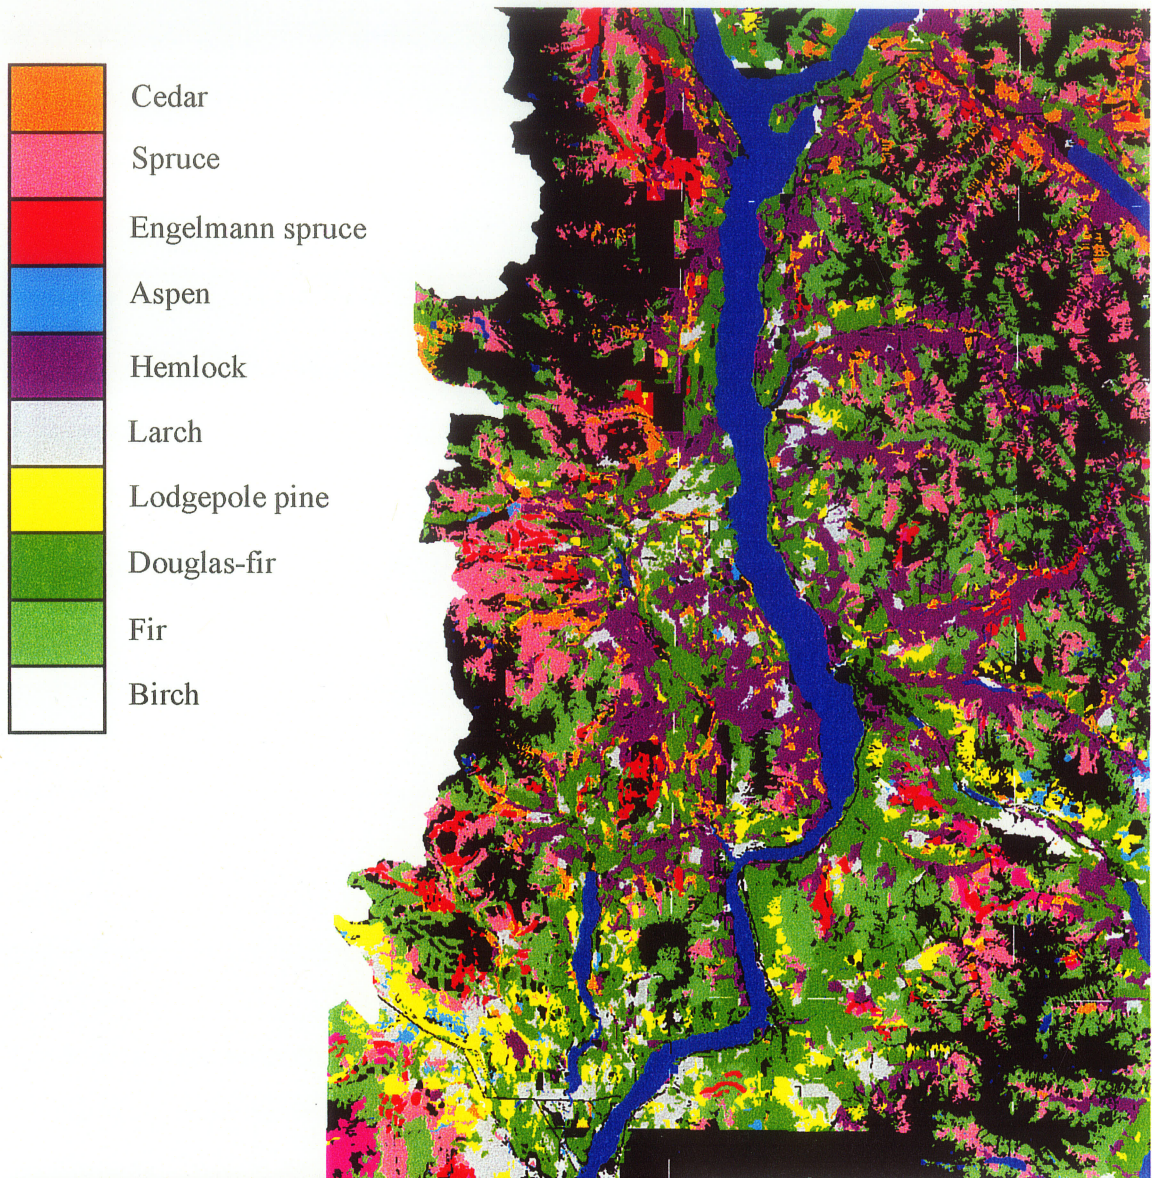 Cedar
Spruce
Engelmann spruce
Aspen
Hemlock
Larch
Lodgepole pine
Douglas-fir
Fir
Birch